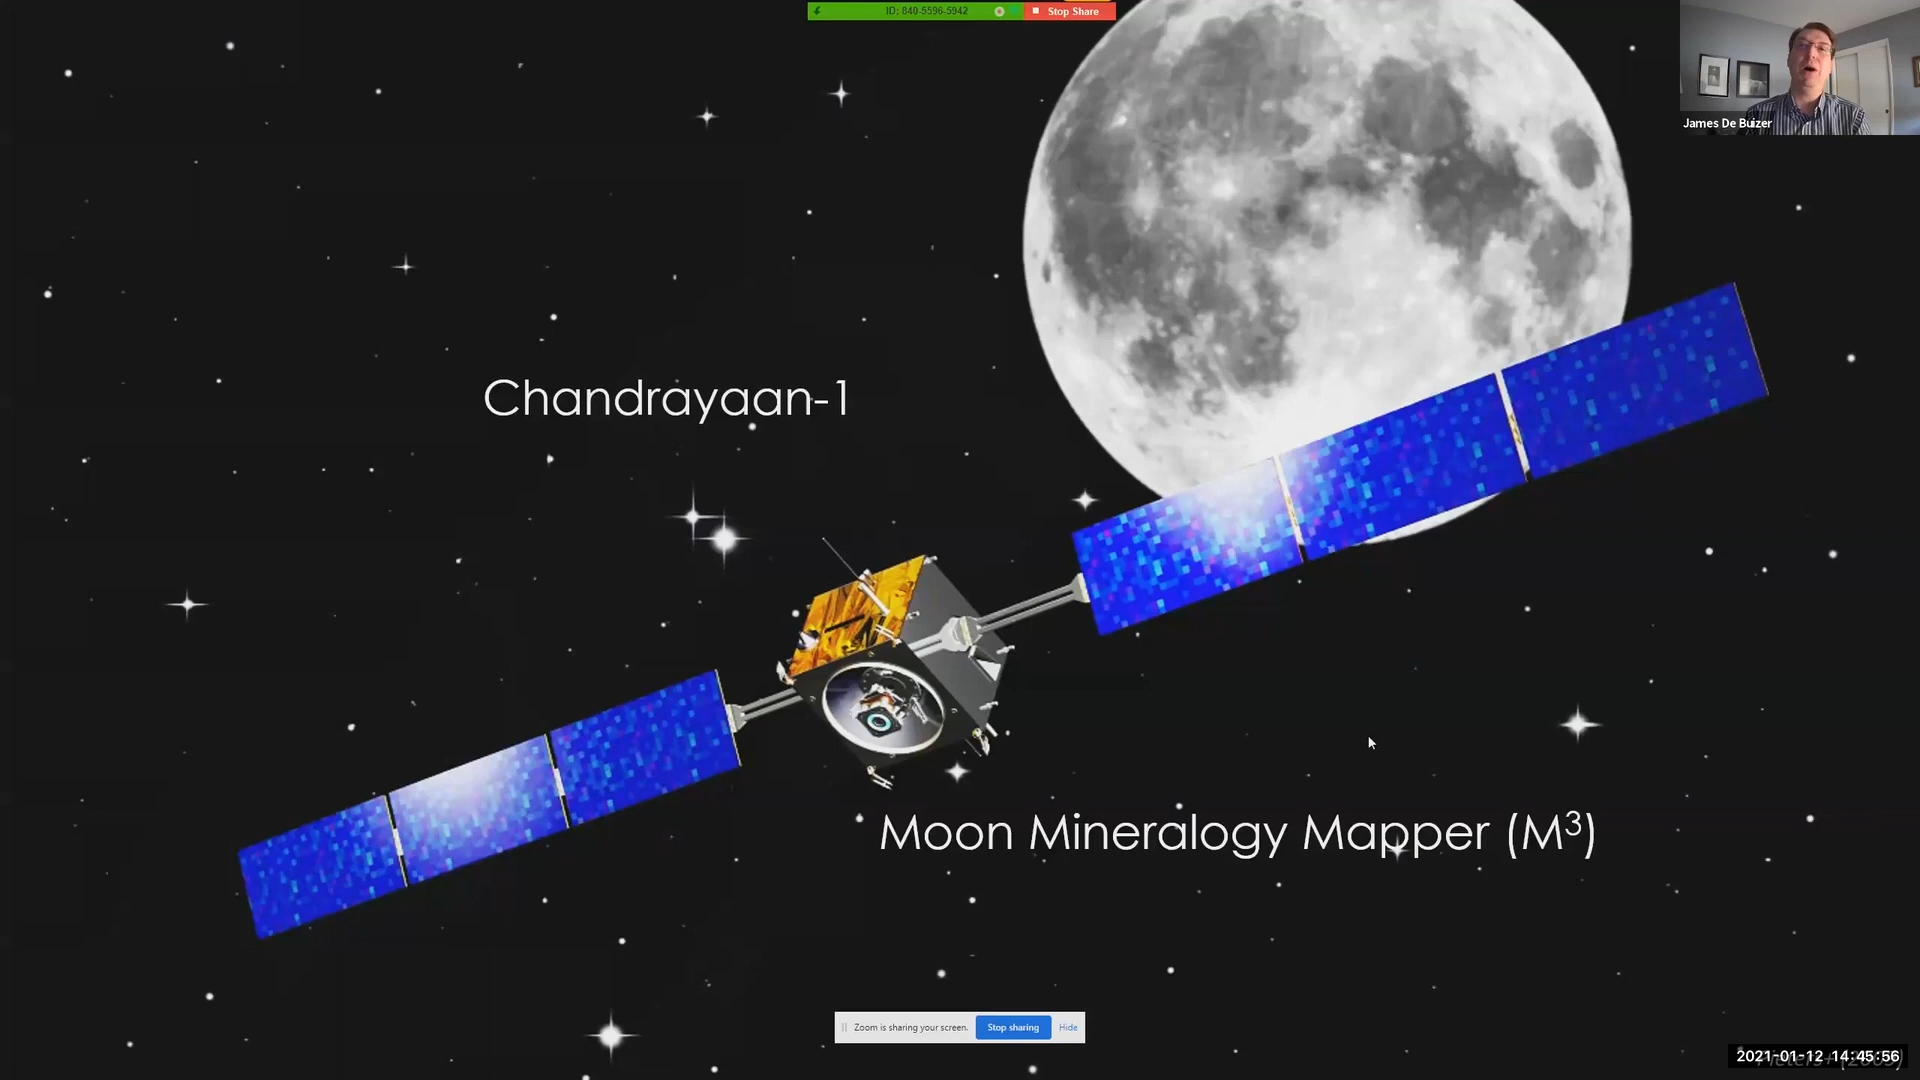 ID: 840-5596-5942
Stop Share
James De Buizer
Chandrayaan-1
Moon Mineralogy Mapper (M³)
Zoom is sharing your screen.
Stop sharing
Hide
2021-01-12 14:45:56